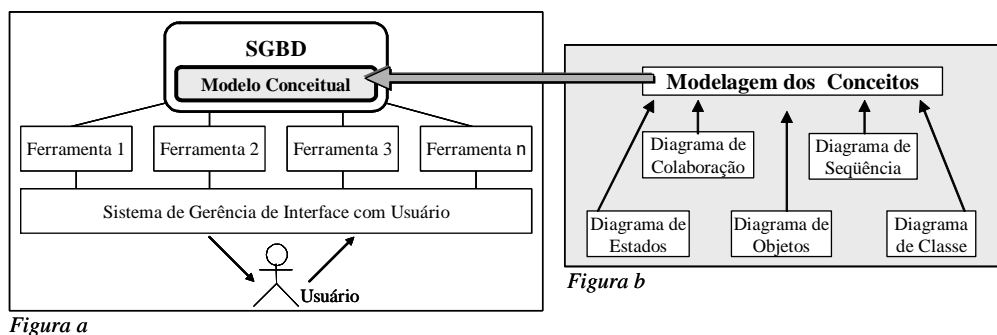 SGBD
Modelo Conceitual
Ferramenta 1
Ferramenta 2
Ferramenta 3
Ferramenta n
Sistema de Gerência de Interface com Usuário
Usuário
Figura a
Modelagem dos Conceitos
Diagrama de
Colaboração
Diagrama de
Seqüência
Diagrama de
Estados
Diagrama de
Objetos
Diagrama
de Classe
Figura b